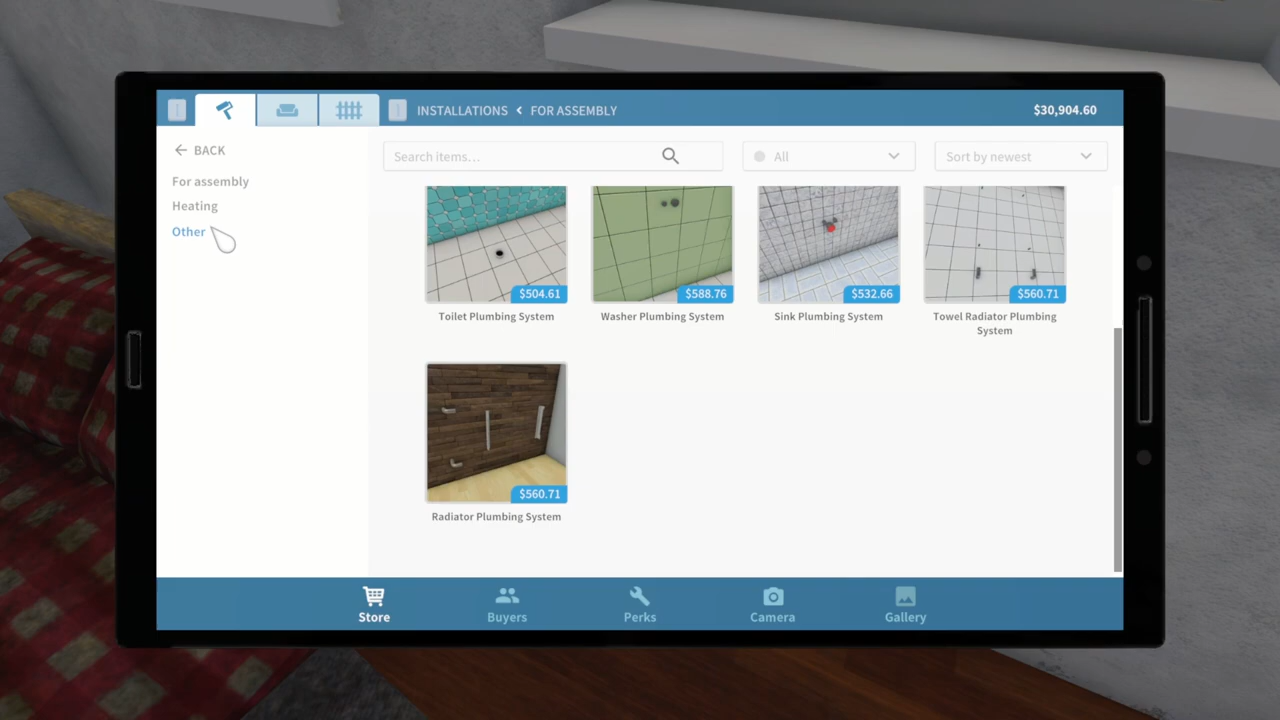 INSTALLATIONS < FOR ASSEMBLY
$30,904.60
BACK
For assembly
Heating
Other
Search items...
All
Sort by newest
$504.61
$588.76
$532.66
$560.71
Toilet Plumbing System
Washer Plumbing System
Sink Plumbing System
Towel Radiator Plumbing
System
$560.71
Radiator Plumbing System
Store
Buyers
Perks
Camera
Gallery